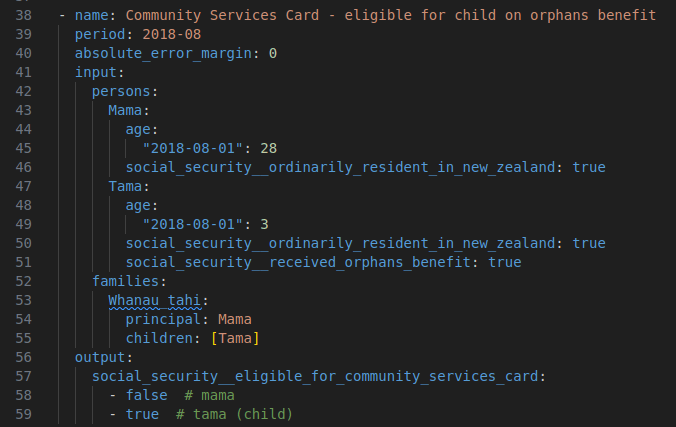 38 - name: Community Services Card - eligible for child on orphans benefit
39 period: 2018-08
40 absolute_error_margin: 0
41 input:
42 persons:
43 Mama:
44 age:
45 "2018-08-01": 28
46 social_security__ordinarily_resident_in_new_zealand: true
47 Tama:
48 age:
49 "2018-08-01": 3
50 social_security__ordinarily_resident_in_new_zealand: true
51 social_security__received_orphans_benefit: true
52 families:
53 Whanau_tahi:
54 principal: Mama
55 children: [Tama]
56 output:
57 social_security__eligible_for_community_services_card:
58 - false # mama
59 - true # tama (child)